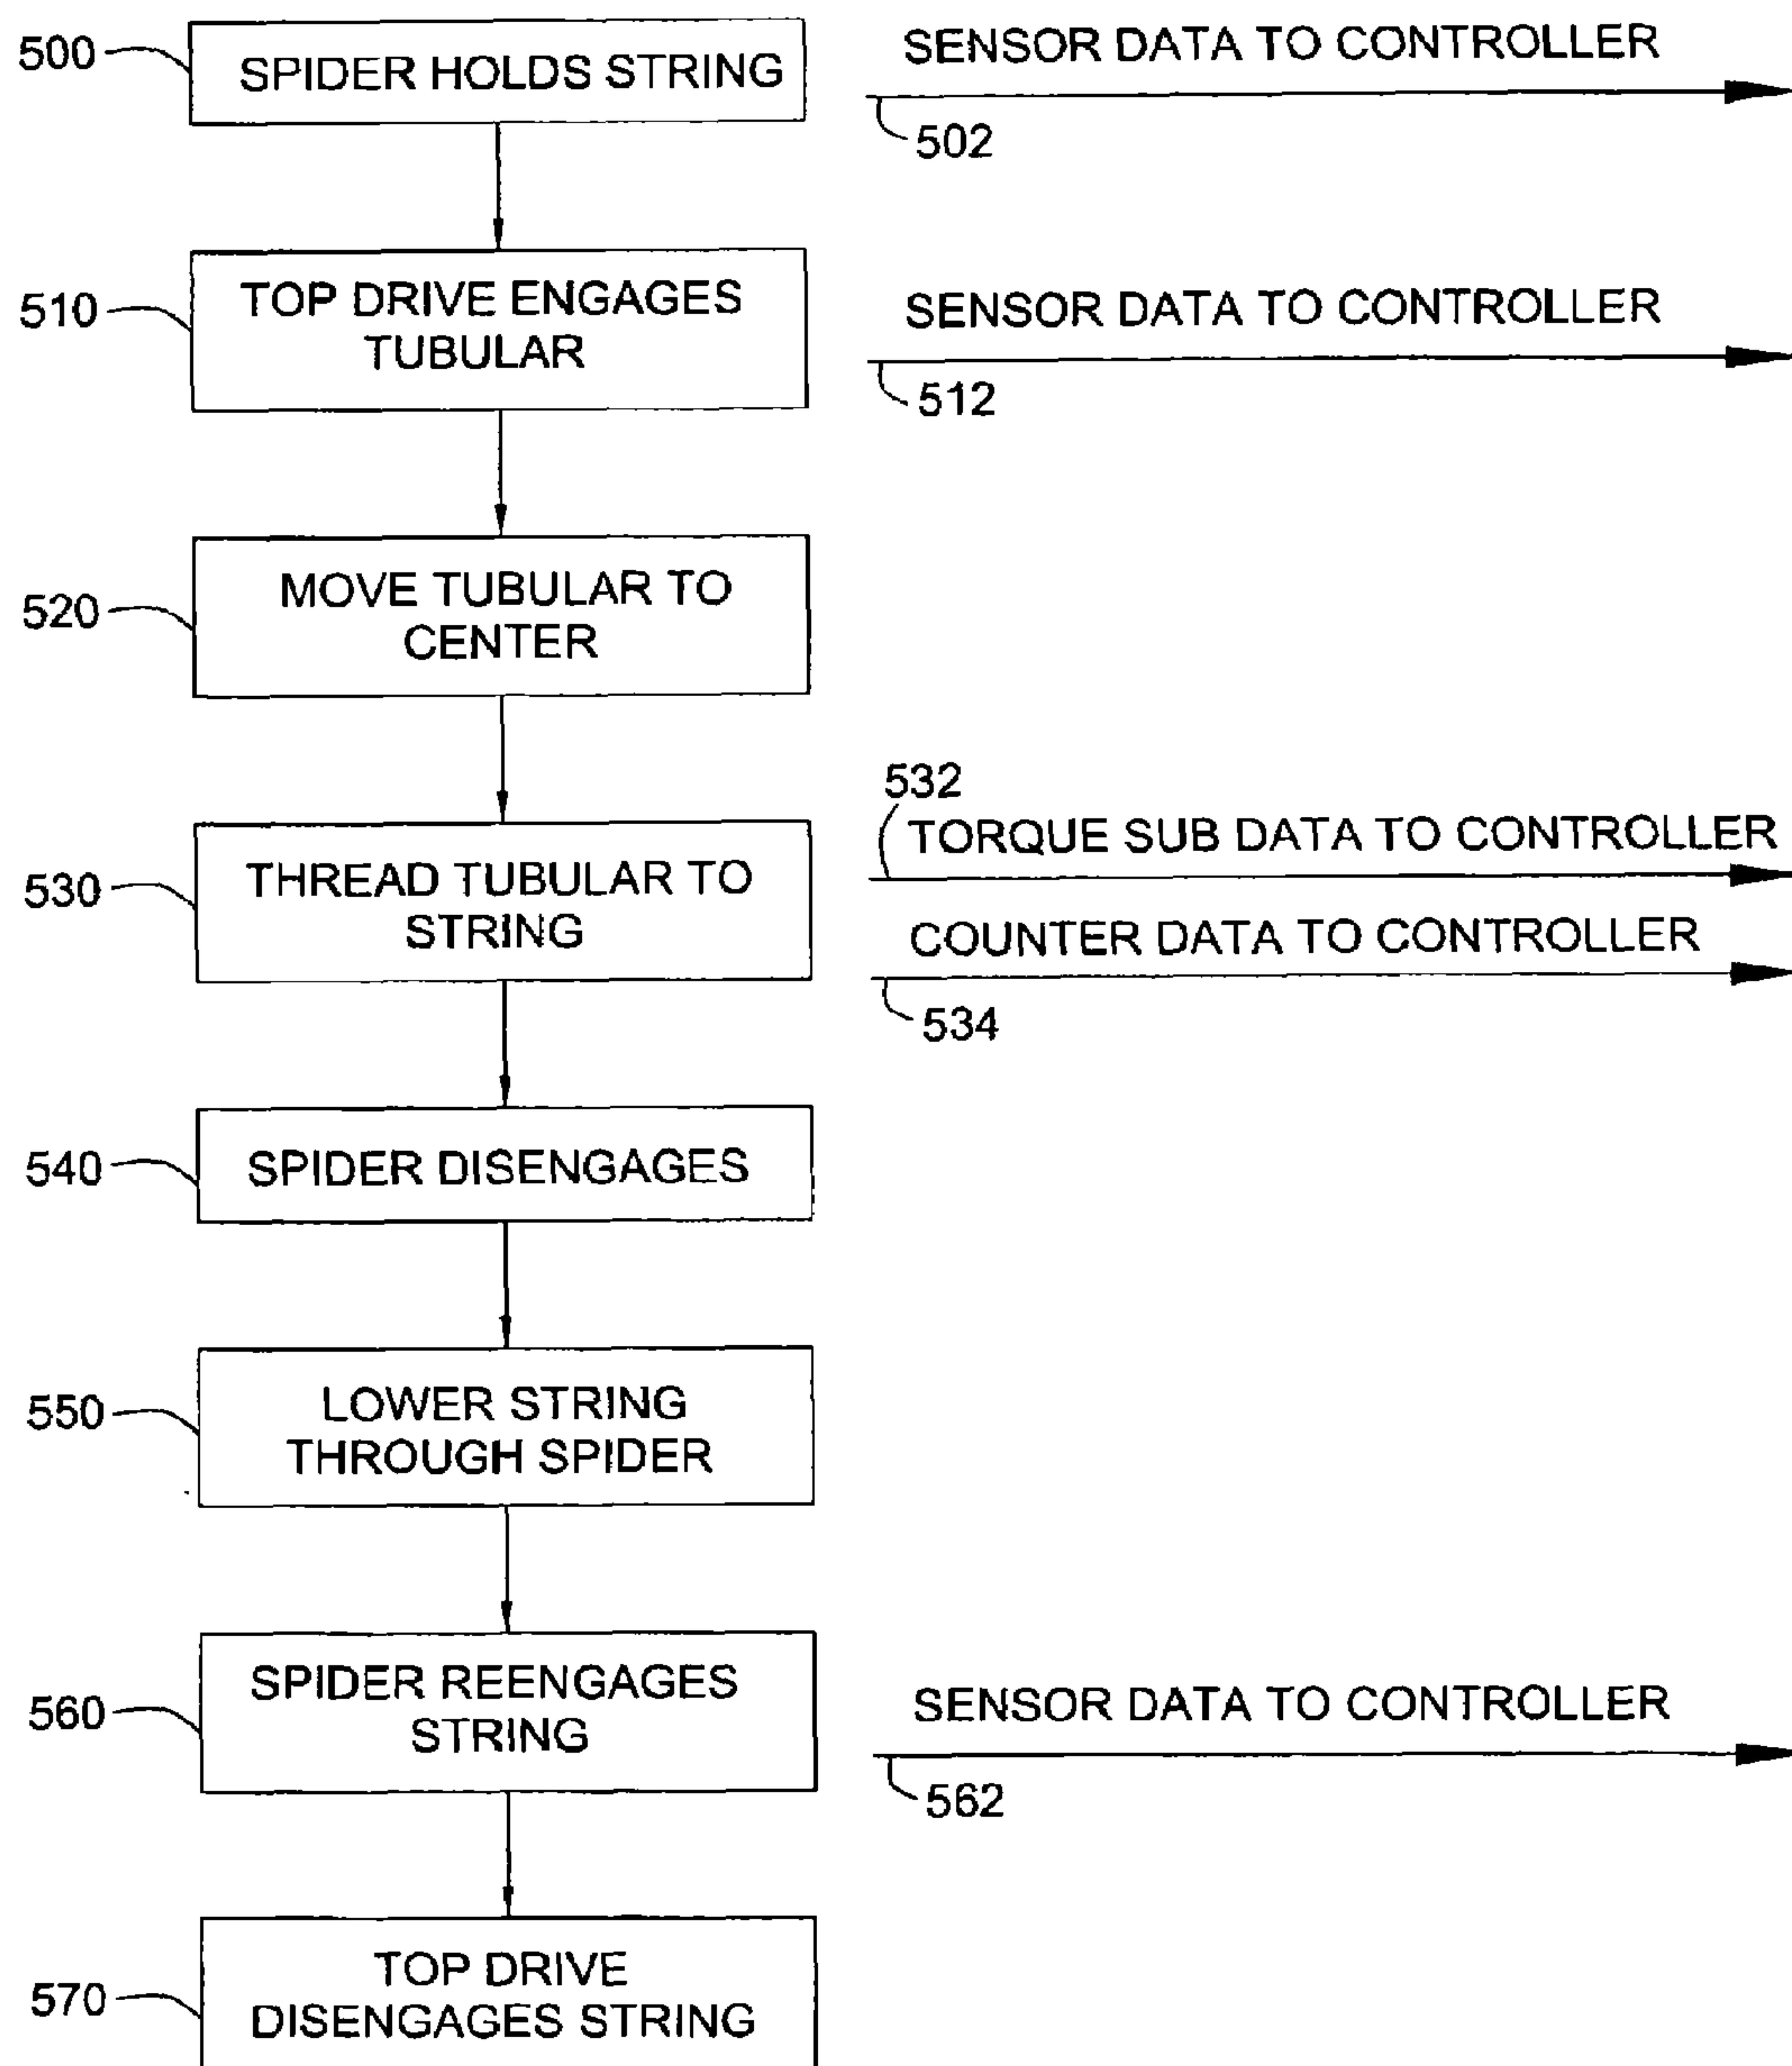 500
SPIDER HOLDS STRING
SENSOR DATA TO CONTROLLER
502
510
TOP DRIVE ENGAGES
TUBULAR
SENSOR DATA TO CONTROLLER
512
520
MOVE TUBULAR TO
CENTER
530
THREAD TUBULAR TO
STRING
532
TORQUE SUB DATA TO CONTROLLER
COUNTER DATA TO CONTROLLER
534
540
SPIDER DISENGAGES
550
LOWER STRING
THROUGH SPIDER
560
SPIDER REENGAGES
STRING
SENSOR DATA TO CONTROLLER
562
570
TOP DRIVE
DISENGAGES STRING